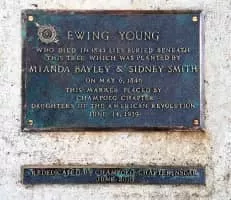 EWING YOUNG
WHO DIED IN 1841 LIES BURIED BENEATH
THIS TREE WHICH WAS PLANTED BY
MIRANDA BAYLEY & SIDNEY SMITH
ON MAY 6, 1846
THIS MARKER PLACED BY
CHAMPOEG CHAPTER
DAUGHTERS OF THE AMERICAN REVOLUTION
JUNE 14, 1939
REDEDICATED BY CHAMPOEG CHAPTER NSDAR
JUNE